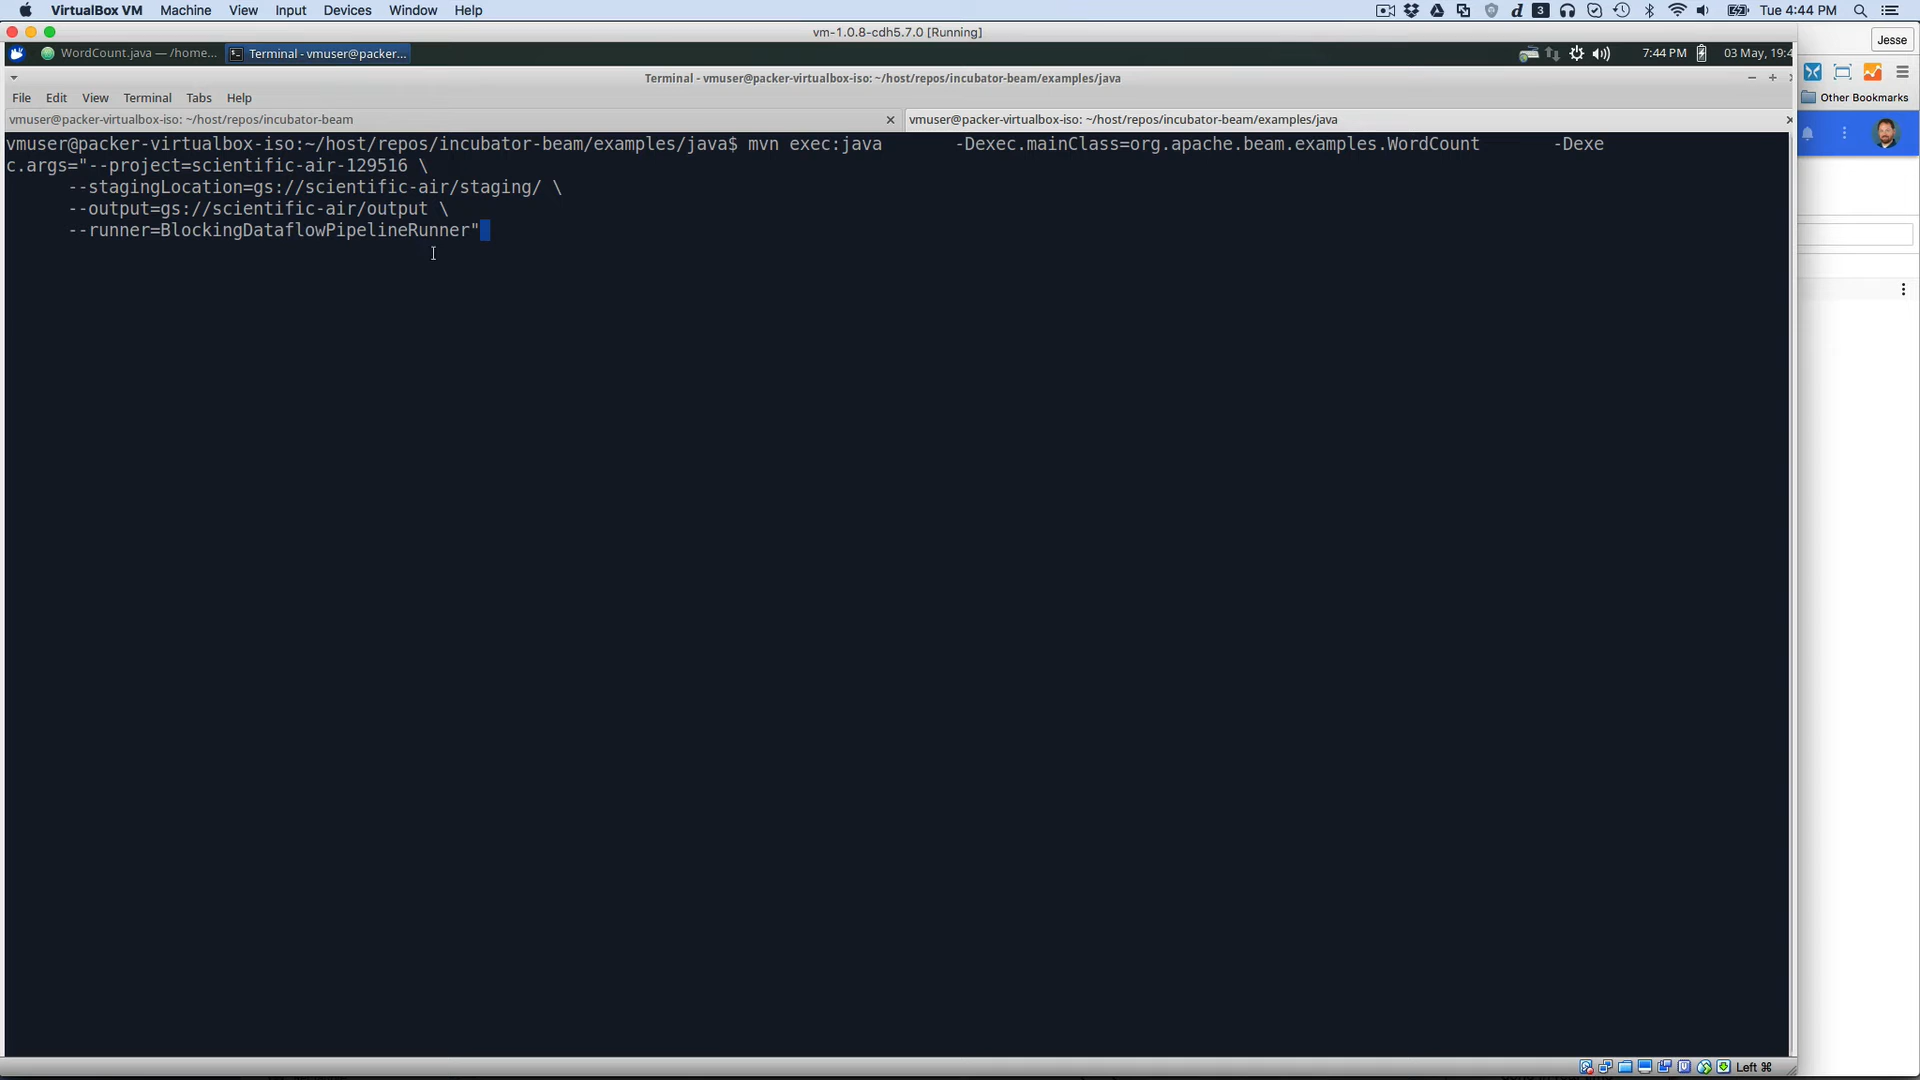 VirtualBox VM Machine View Input Devices Window Help 3 Tue 4:44 PM
vm-1.0.8-cdh5.7.0 [Running]
Jesse
WordCount.java — /home... Terminal - vmuser@packer... 7:44 PM 03 May, 19:4
Terminal - vmuser@packer-virtualbox-iso: ~/host/repos/incubator-beam/examples/java
File Edit View Terminal Tabs Help
Other Bookmarks
vmuser@packer-virtualbox-iso: ~/host/repos/incubator-beam
vmuser@packer-virtualbox-iso: ~/host/repos/incubator-beam/examples/java
vmuser@packer-virtualbox-iso:~/host/repos/incubator-beam/examples/java$ mvn exec:java -Dexec.mainClass=org.apache.beam.examples.WordCount -Dexe
c.args="--project=scientific-air-129516 \
--stagingLocation=gs://scientific-air/staging/ \
--output=gs://scientific-air/output \
--runner=BlockingDataflowPipelineRunner"
Left ⌘